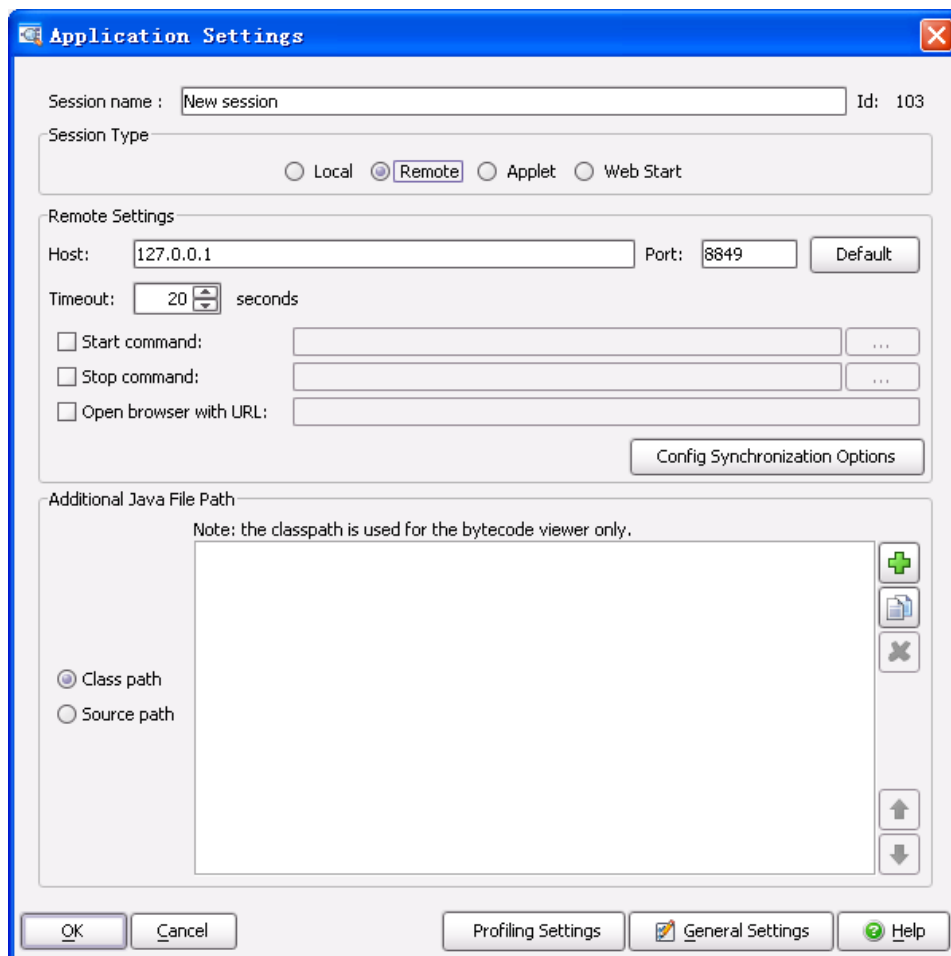 Application Settings
Session name : New session Id: 103
Session Type
Local Remote Applet Web Start
Remote Settings
Host: 127.0.0.1 Port: 8849 Default
Timeout: 20 seconds
Start command: ...
Stop command: ...
Open browser with URL:
Config Synchronization Options
Additional Java File Path
Note: the classpath is used for the bytecode viewer only.
Class path
Source path
OK Cancel Profiling Settings General Settings Help